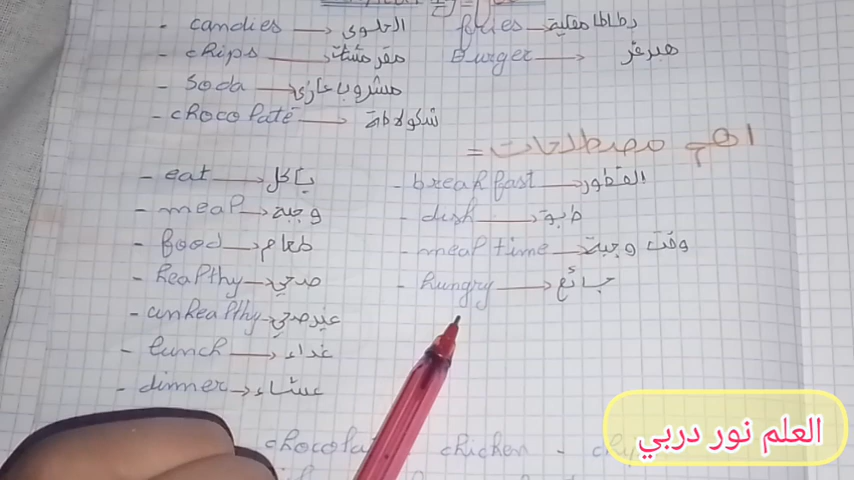 - candies → الحلوى fries → بطاطا مقلية
- chips → مقرمشات Burger → همبرغر
- soda → مشروب غازي
- chocolate → شكولاطة
اهم مصطلحات =
- eat → يأكل - breakfast → الفطور
- meal → وجبة - dish → طبق
- food → طعام - meal time → وقت وجبة
- healthy → صحي - hungry → جائع
- unhealthy → غير صحي
- lunch → غداء
- dinner → عشاء
chicken -
العلم نور دربي